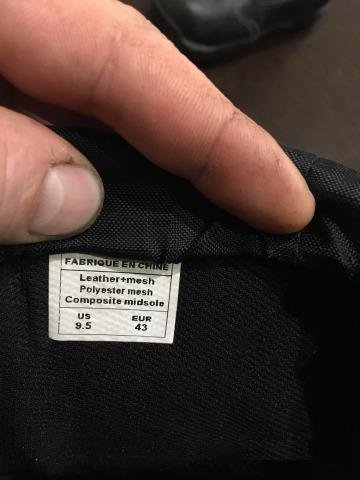 FABRIQUE EN CHINE
Leather+mesh
Polyester mesh
Composite midsole
US EUR
9.5 43